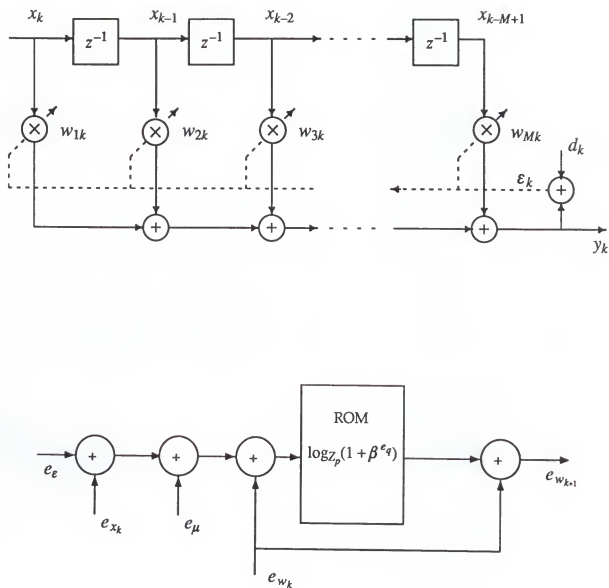 x_k x_{k–1} x_{k–2} x_{k–M+1}
z^{–1} z^{–1} . . . . z^{–1}
× w_{1k} × w_{2k} × w_{3k} × w_{Mk} d_k
ε_k +
+ + . . . . +
y_k
ROM
log_{Z_p}(1 + β^{e_q})
+ + + +
e_ε e_{w_{k+1}}
e_{x_k} e_μ
e_{w_k}